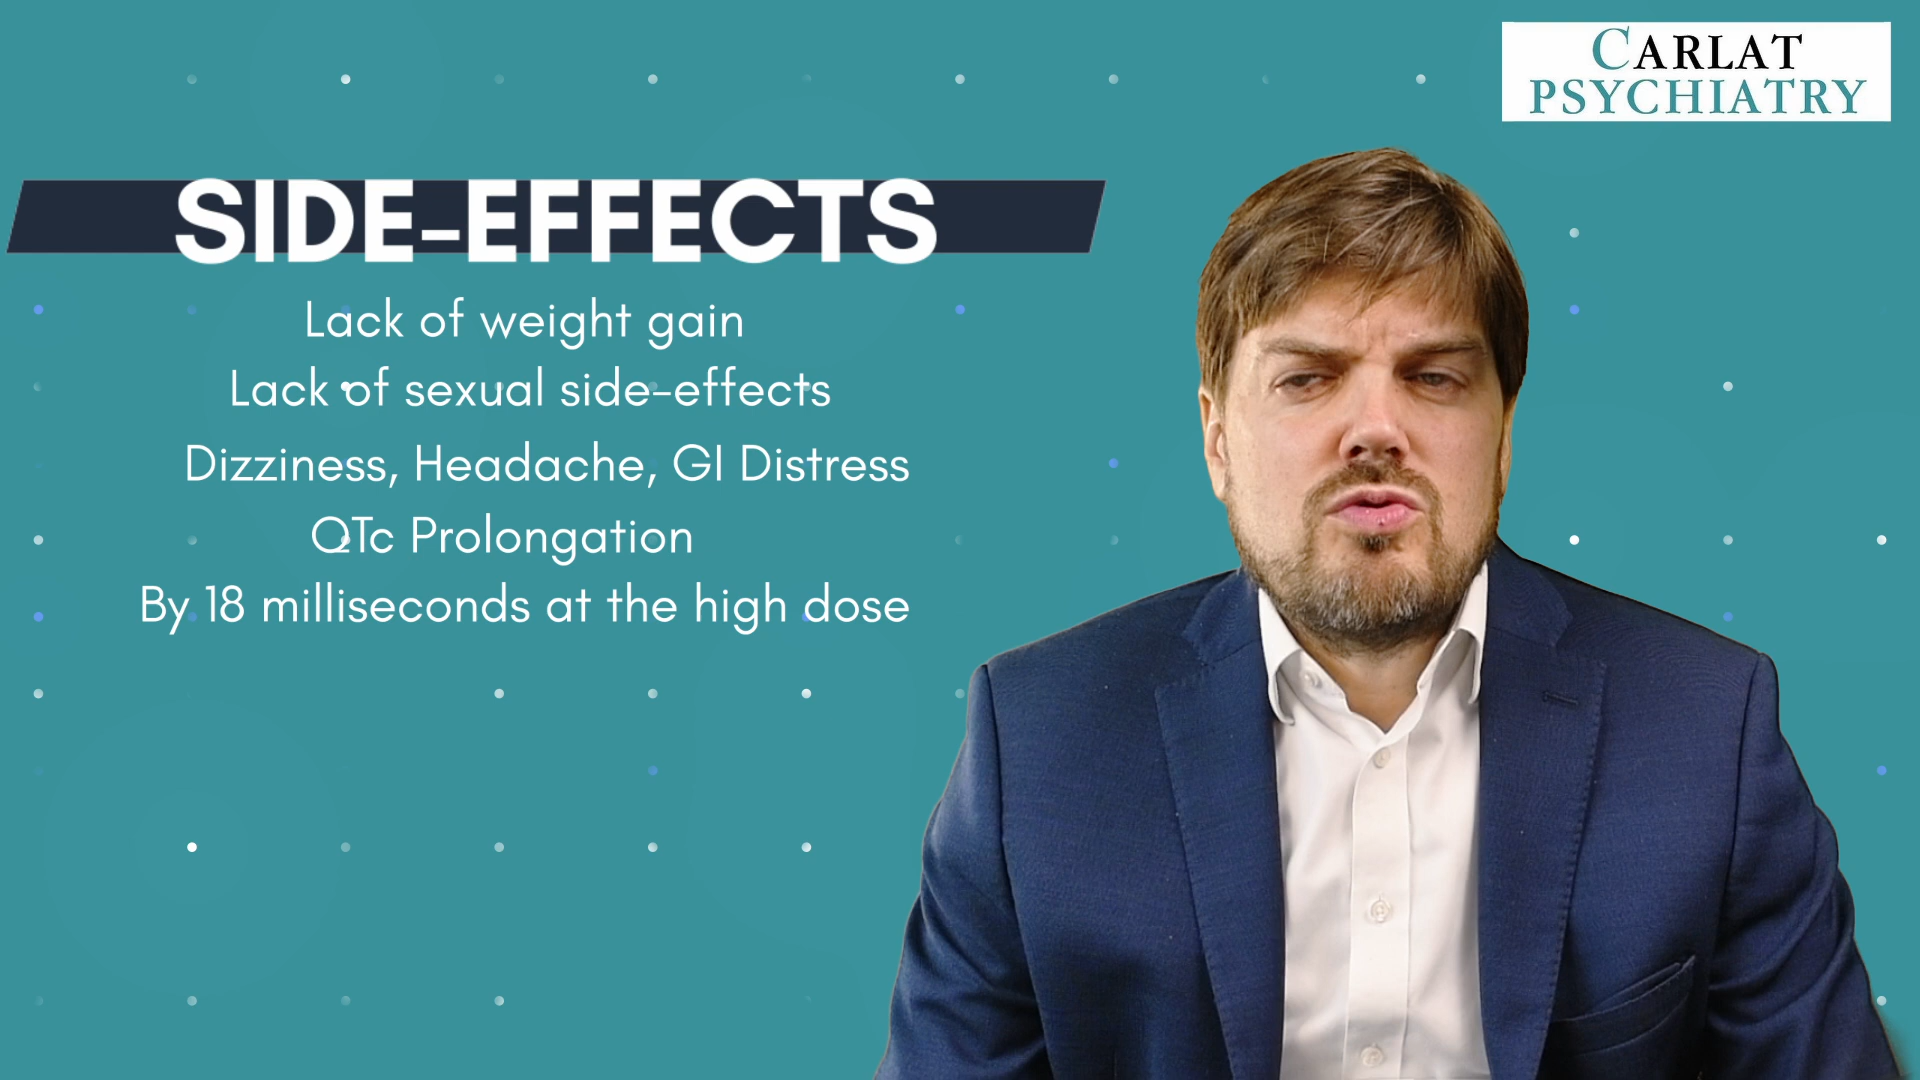 CARLAT
PSYCHIATRY
SIDE-EFFECTS
Lack of weight gain
Lack of sexual side-effects
Dizziness, Headache, GI Distress
QTc Prolongation
By 18 milliseconds at the high dose